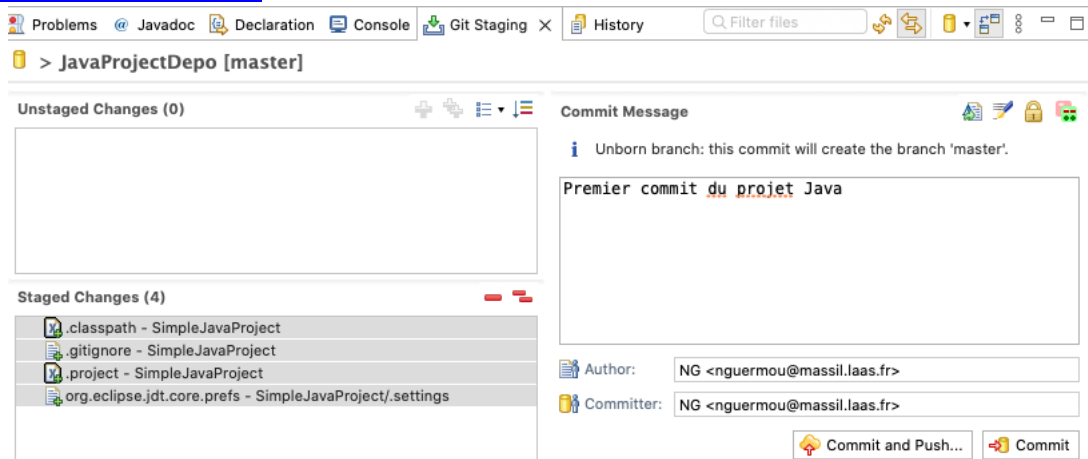 Problems @ Javadoc Declaration Console Git Staging History Filter files
> JavaProjectDepo [master]
Unstaged Changes (0)
Commit Message
Unborn branch: this commit will create the branch 'master'.
Premier commit du projet Java
Staged Changes (4)
.classpath - SimpleJavaProject
.gitignore - SimpleJavaProject
.project - SimpleJavaProject
org.eclipse.jdt.core.prefs - SimpleJavaProject/.settings
Author: NG <nguermou@massil.laas.fr>
Committer: NG <nguermou@massil.laas.fr>
Commit and Push... Commit